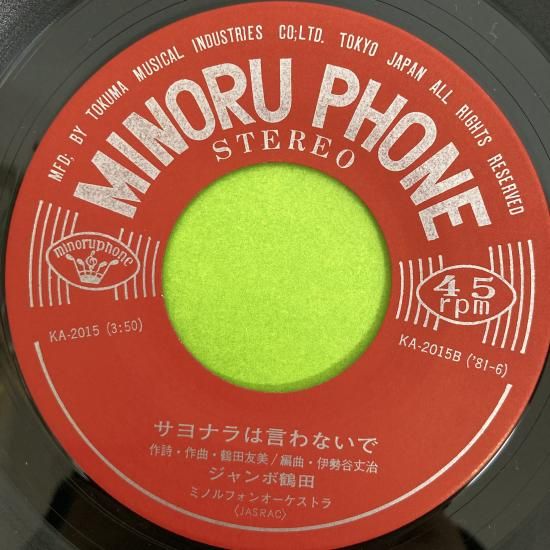 MFD; BY TOKUMA MUSICAL INDUSTRIES CO;LTD. TOKYO JAPAN ALL RIGHTS RESERVED
MINORU PHONE
STEREO
minoruphone
45
rpm
KA-2015 (3:50)
KA-2015B ('81-6)
サヨナラは言わないで
作詩・作曲・鶴田友美/編曲・伊勢谷丈治
ジャンボ鶴田
ミノルフォンオーケストラ
〈JASRAC〉